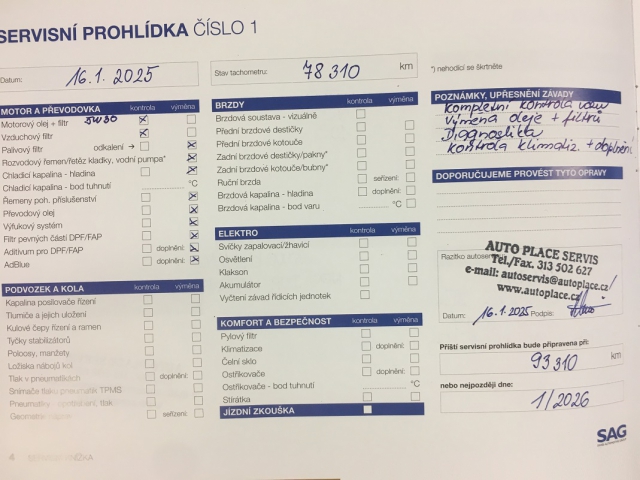 SERVISNÍ PROHLÍDKA ČÍSLO 1
Datum: 16.1.2025
Stav tachometru: 78 310 km
*) nehodící se škrtněte
MOTOR A PŘEVODOVKA kontrola výměna
Motorový olej + filtr 5W30
Vzduchový filtr
Palivový filtr odkalení →
Rozvodový řemen/řetěz kladky, vodní pumpa*
Chladicí kapalina - hladina
Chladicí kapalina - bod tuhnutí °C
Řemeny poh. příslušenství
Převodový olej
Výfukový systém
Filtr pevných částí DPF/FAP
Aditivum pro DPF/FAP doplnění:
AdBlue doplnění:
PODVOZEK A KOLA kontrola výměna
Kapalina posilovače řízení
Tlumiče a jejich uložení
Kulové čepy řízení a ramen
Tyčky stabilizátorů
Poloosy, manžety
Ložiska nábojů kol
Tlak v pneumatikách doplnění:
Snímače tlaku pneumatik TPMS
Pneumatiky - opotřebení, tlak
Geometrie seřízení:
BRZDY kontrola výměna
Brzdová soustava - vizuálně
Přední brzdové destičky
Přední brzdové kotouče
Zadní brzdové destičky/pakny*
Zadní brzdové kotouče/bubny*
Ruční brzda seřízení:
Brzdová kapalina - hladina doplnění:
Brzdová kapalina - bod varu
ELEKTRO kontrola výměna
Svíčky zapalovací/žhavicí
Osvětlení
Klakson
Akumulátor
Vyčtení závad řídicích jednotek
KOMFORT A BEZPEČNOST kontrola výměna
Pylový filtr
Klimatizace doplnění:
Čelní sklo
Ostřikovače doplnění:
Ostřikovače - bod tuhnutí °C
Stírátka
JÍZDNÍ ZKOUŠKA
POZNÁMKY, UPŘESNĚNÍ ZÁVADY
Kompletní kontrola vozu
Výměna oleje + filtrů
Diagnostika
Kontrola klimatiz. + doplnění
DOPORUČUJEME PROVÉST TYTO OPRAVY
Razítko autoser
AUTO PLACE SERVIS
Tel./Fax. 313 502 627
e-mail: autoservis@autoplace.cz
www.autoplace.cz
Datum: 16.1.2025 Podpis:
Příští servisní prohlídka bude připravena při:
93 310 km
nebo nejpozději dne:
1/2026
4
KNÍŽKA
SAG